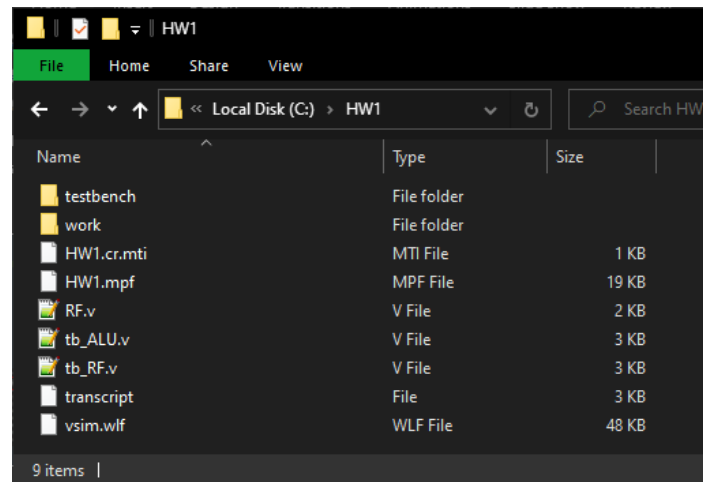 HW1
File Home Share View
« Local Disk (C:) › HW1 Search HW
Name Type Size
testbench File folder
work File folder
HW1.cr.mti MTI File 1 KB
HW1.mpf MPF File 19 KB
RF.v V File 2 KB
tb_ALU.v V File 3 KB
tb_RF.v V File 3 KB
transcript File 3 KB
vsim.wlf WLF File 48 KB
9 items